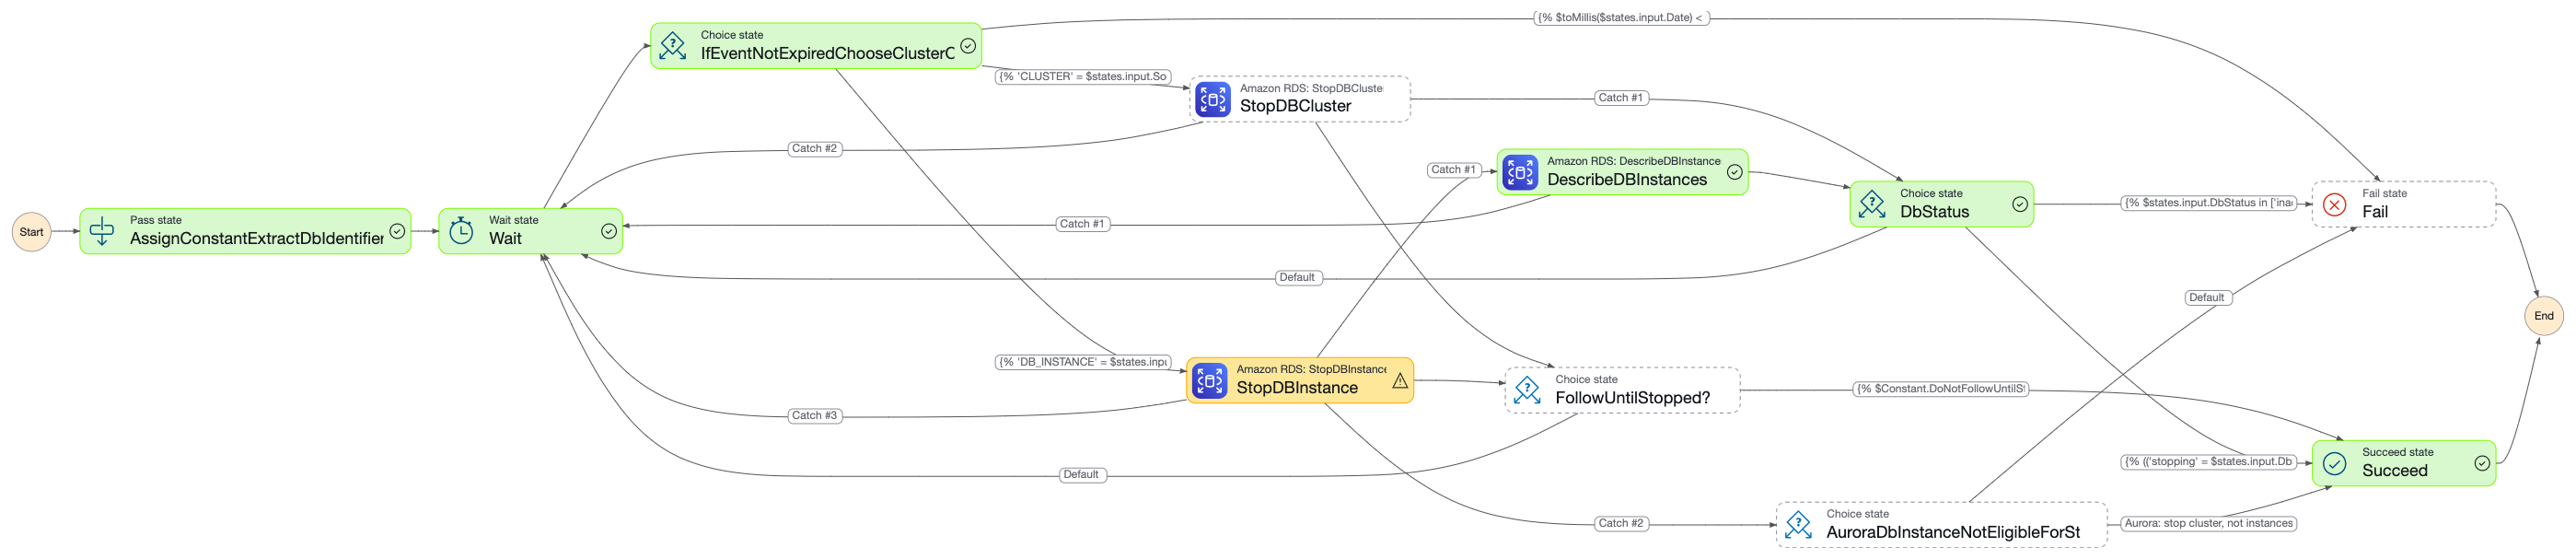 {% $toMillis($states.input.Date) <
Choice state
IfEventNotExpiredChooseClusterC
{% 'CLUSTER' = $states.input.So
Amazon RDS: StopDBCluste
StopDBCluster
Catch #1
Catch #2
Catch #1
Amazon RDS: DescribeDBInstance
DescribeDBInstances
Choice state
DbStatus
{% $states.input.DbStatus in ['ina
Fail state
Fail
Start
Pass state
AssignConstantExtractDbIdentifier
Wait state
Wait
Catch #1
Default
Default
End
{% 'DB_INSTANCE' = $states.inpu
Amazon RDS: StopDBInstance
StopDBInstance
Choice state
FollowUntilStopped?
{% $Constant.DoNotFollowUntilSt
Catch #3
Default
{% (('stopping' = $states.input.Db
Succeed state
Succeed
Catch #2
Choice state
AuroraDbInstanceNotEligibleForSt
Aurora: stop cluster, not instances